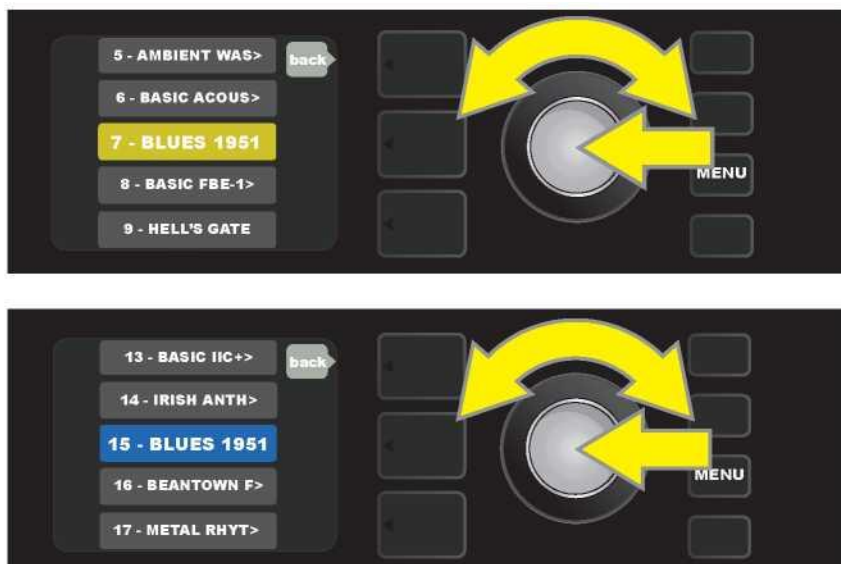 5 - AMBIENT WAS>
back
6 - BASIC ACOUS>
7 - BLUES 1951
8 - BASIC FBE-1>
9 - HELL'S GATE
MENU
13 - BASIC IIC+>
back
14 - IRISH ANTH>
15 - BLUES 1951
16 - BEANTOWN F>
17 - METAL RHYT>
MENU